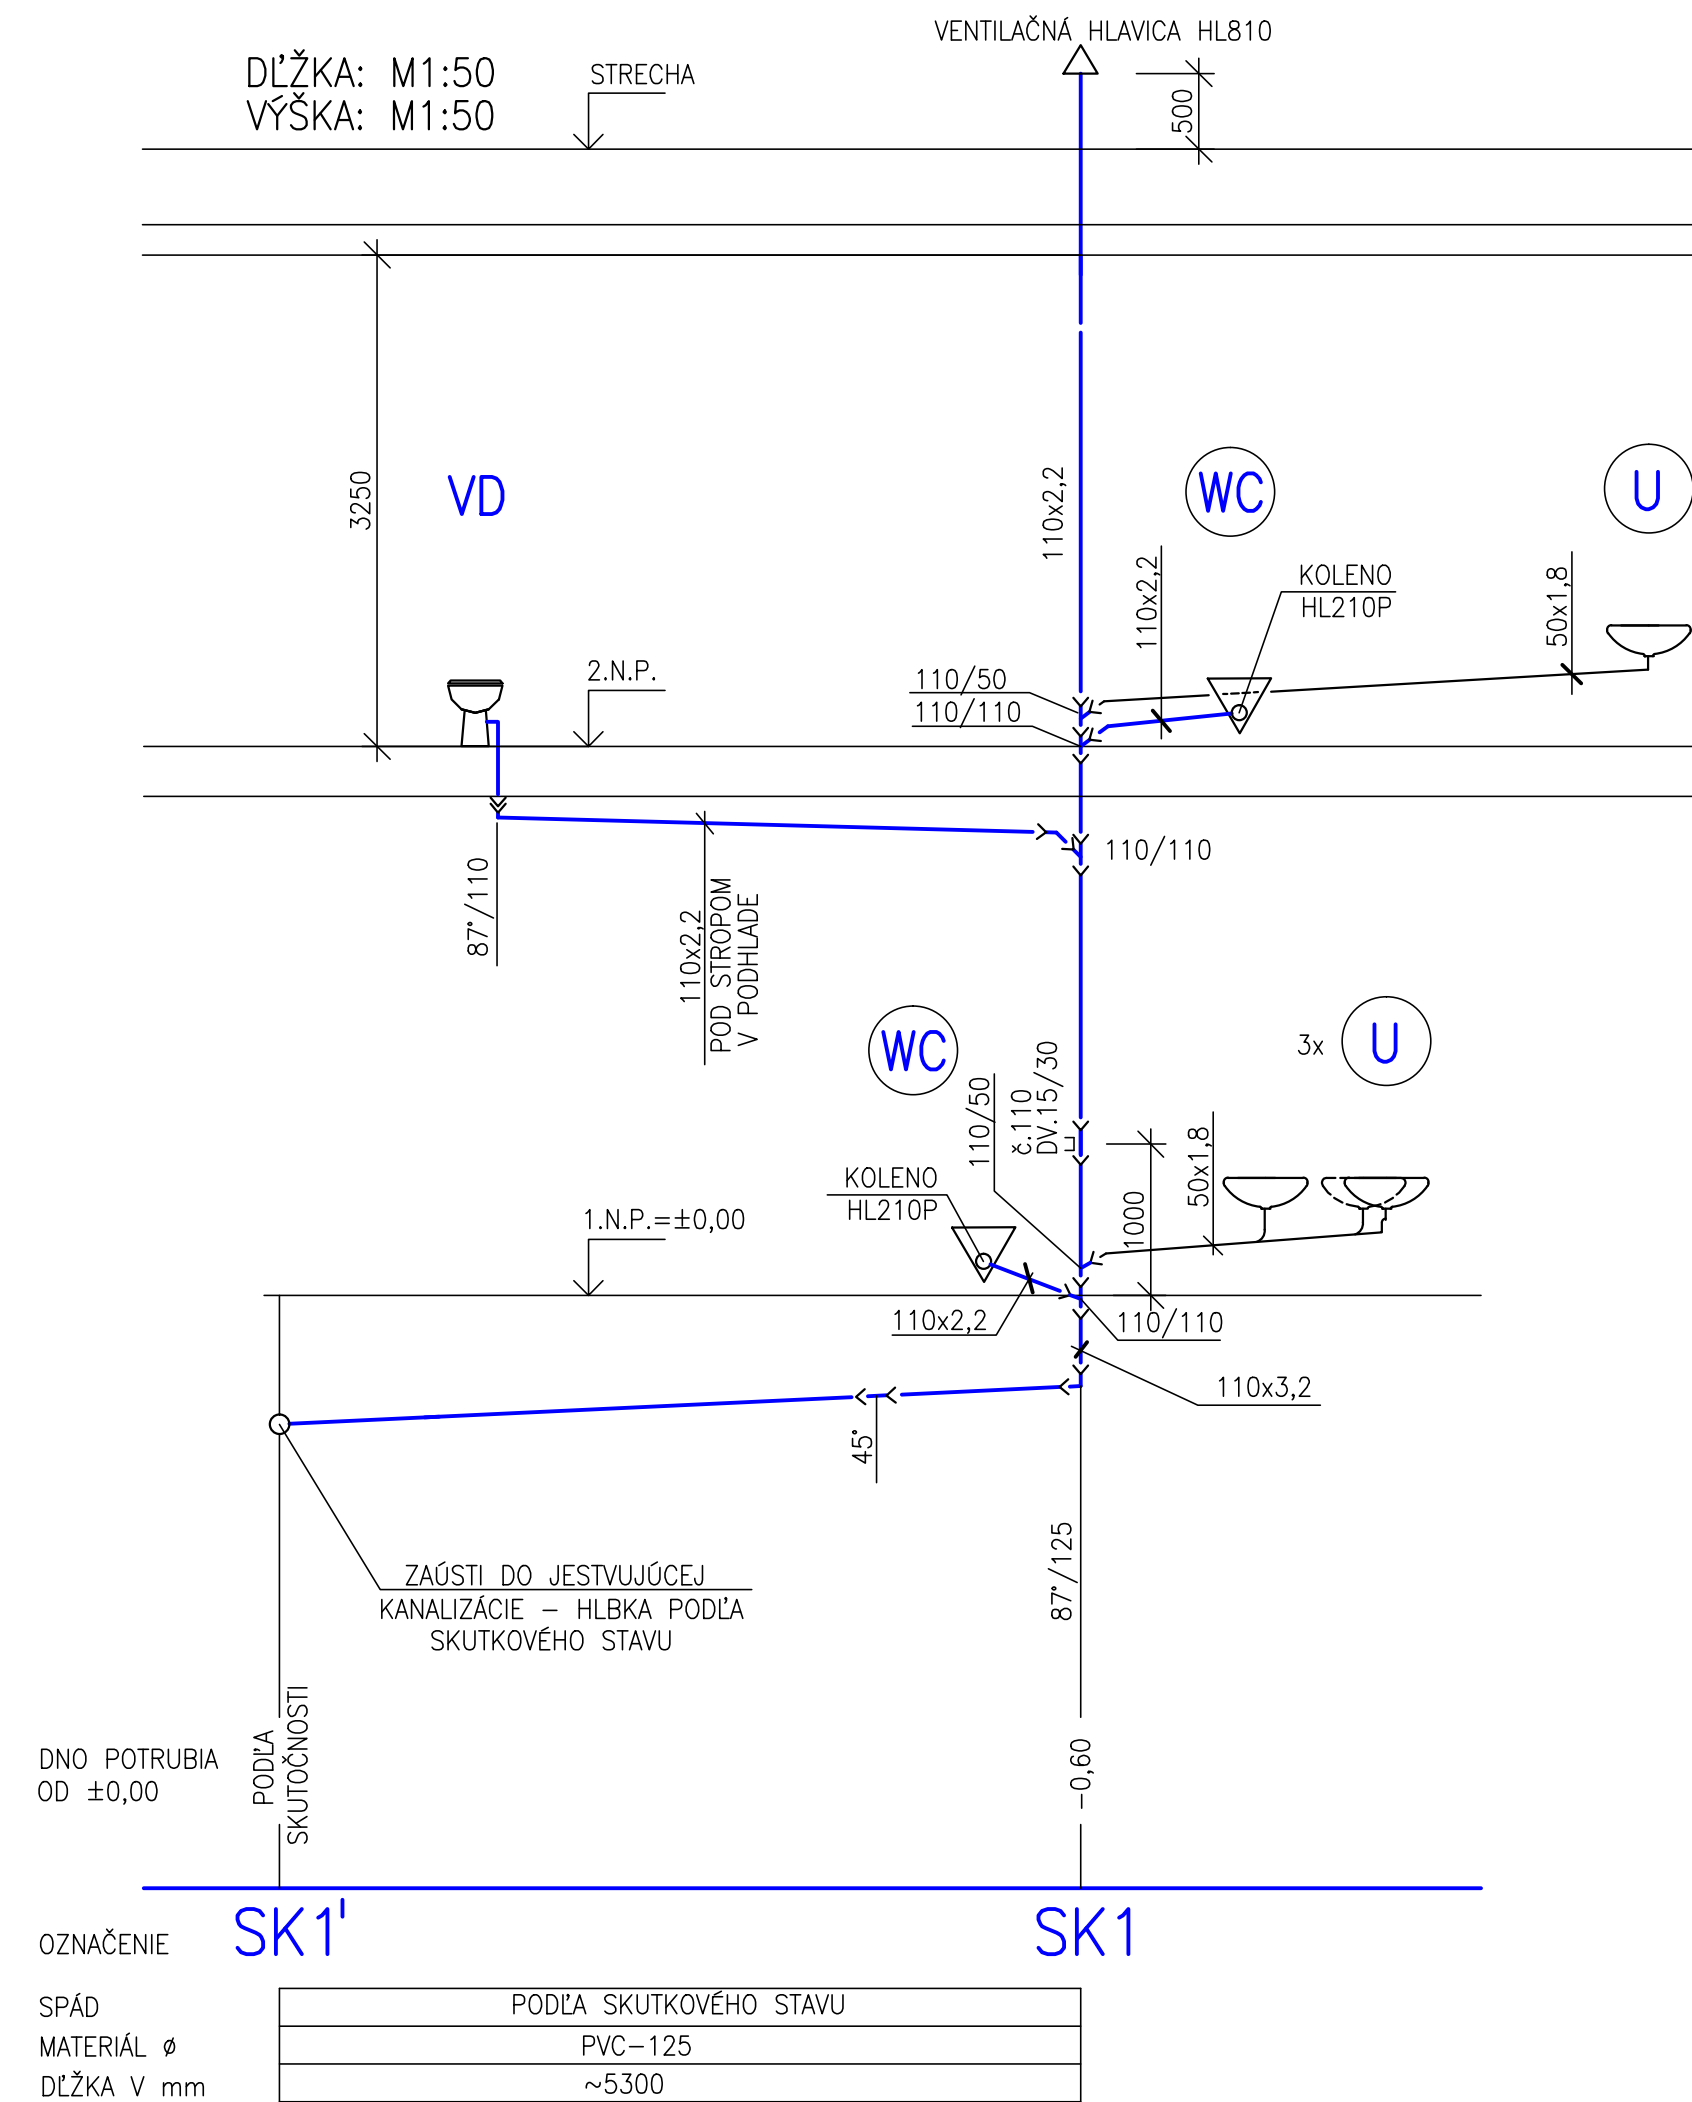 VENTILAČNÁ HLAVICA HL810
DĹŽKA: M1:50
VÝŠKA: M1:50
STRECHA
500
3250
VD
110x2,2
WC
U
110x2,2
KOLENO
HL210P
50x1,8
2.N.P.
110/50
110/110
110/110
87°/110
110x2,2
POD STROPOM
V PODHLADE
WC
3x
U
110/50
č.110
DV.15/30
1000
50x1,8
KOLENO
HL210P
1.N.P.=±0,00
110x2,2
110/110
110x3,2
45°
87°/125
ZAÚSTI DO JESTVUJÚCEJ
KANALIZÁCIE – HLBKA PODĽA
SKUTKOVÉHO STAVU
DNO POTRUBIA
OD ±0,00
PODĽA
SKUTOČNOSTI
-0,60
OZNAČENIE
SK1'
SK1
SPÁD
PODĽA SKUTKOVÉHO STAVU
MATERIÁL ø
PVC-125
DĹŽKA V mm
~5300